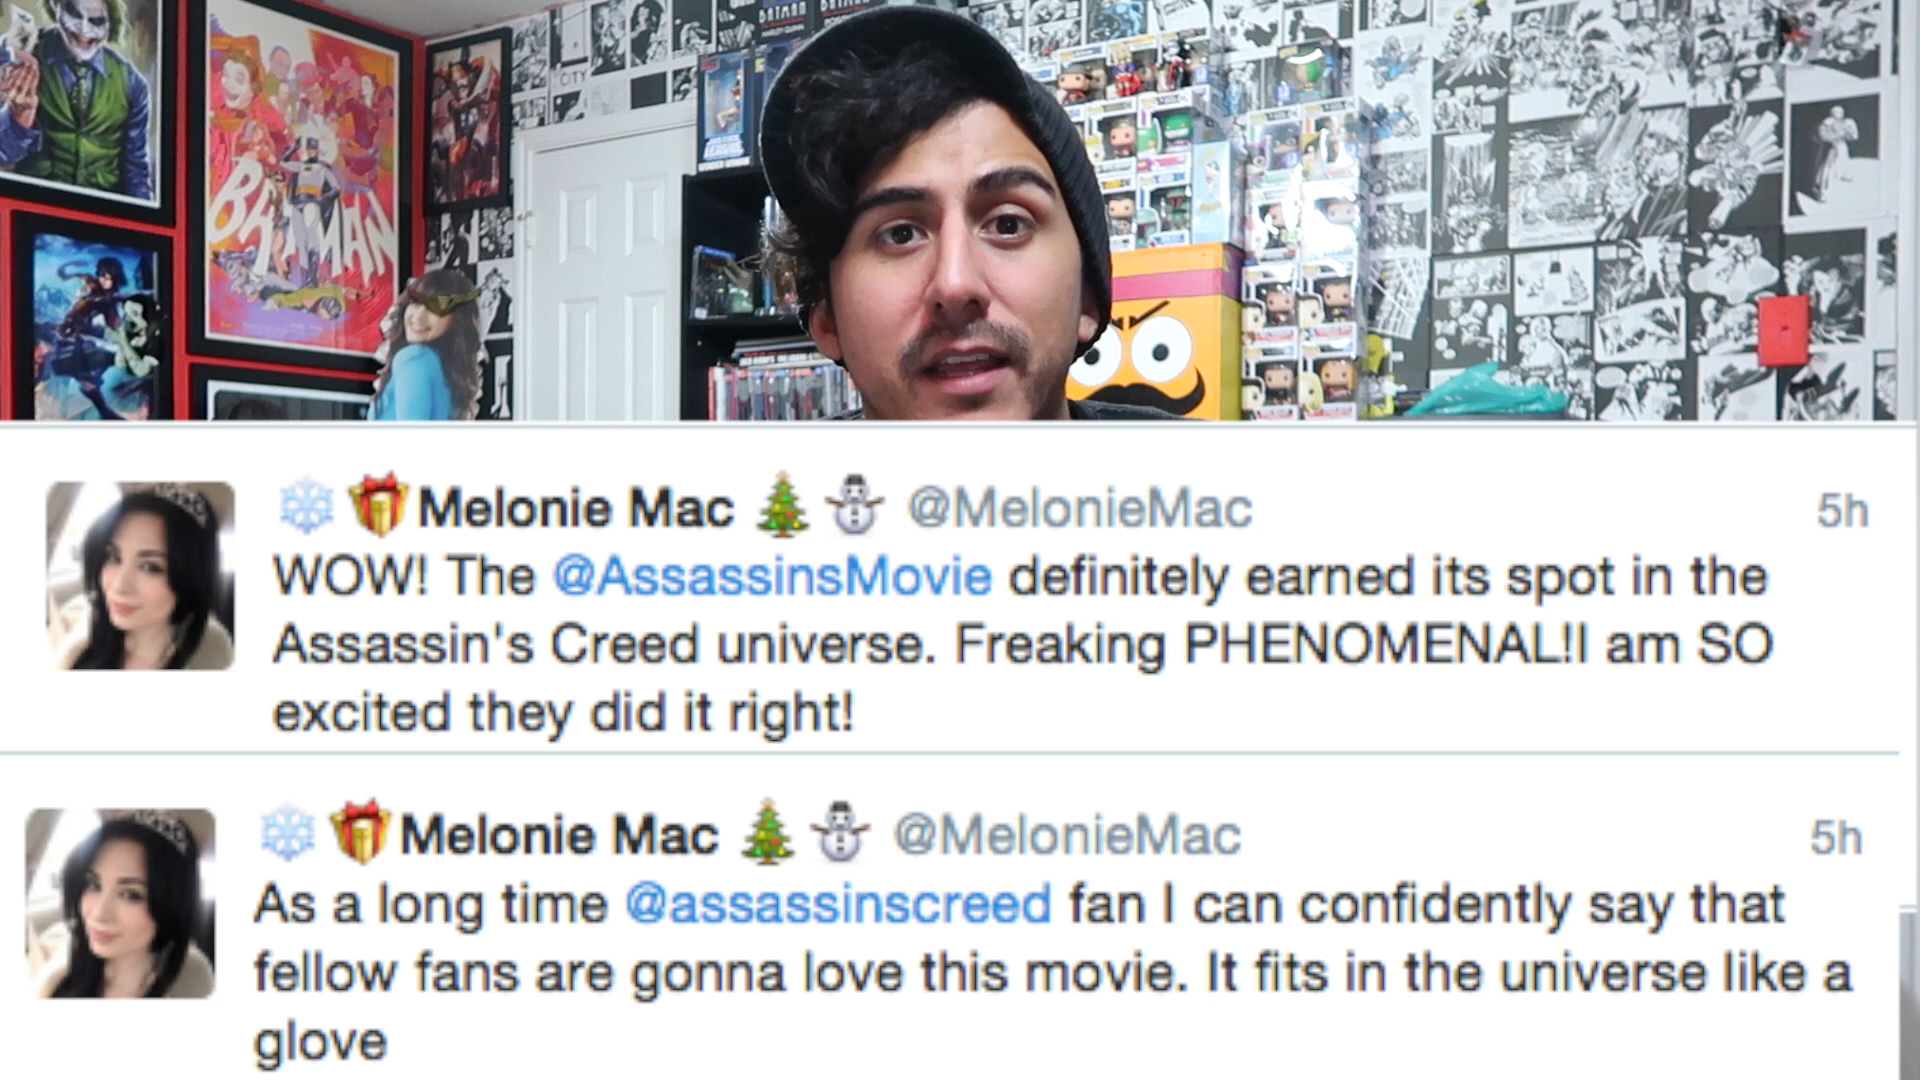 BATMAN
CITY
BATMAN
❄️🎁Melonie Mac 🎄⛄ @MelonieMac 5h
WOW! The @AssassinsMovie definitely earned its spot in the
Assassin's Creed universe. Freaking PHENOMENAL!I am SO
excited they did it right!
❄️🎁Melonie Mac 🎄⛄ @MelonieMac 5h
As a long time @assassinscreed fan I can confidently say that
fellow fans are gonna love this movie. It fits in the universe like a
glove